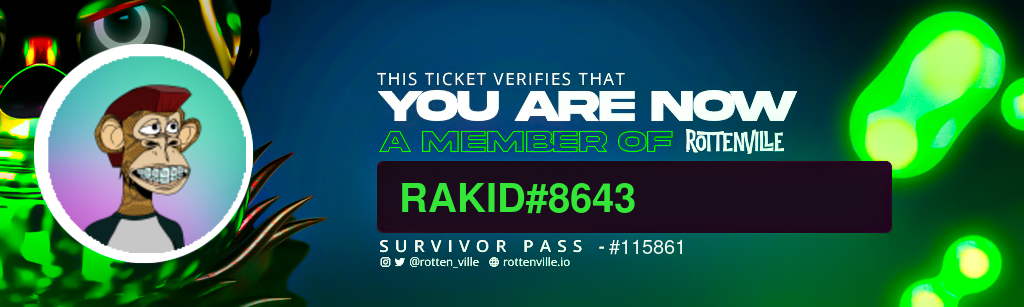 THIS TICKET VERIFIES THAT
YOU ARE NOW
A MEMBER OF ROTTENVILLE
RAKID#8643
SURVIVOR PASS - #115861
@rotten_ville rottenville.io